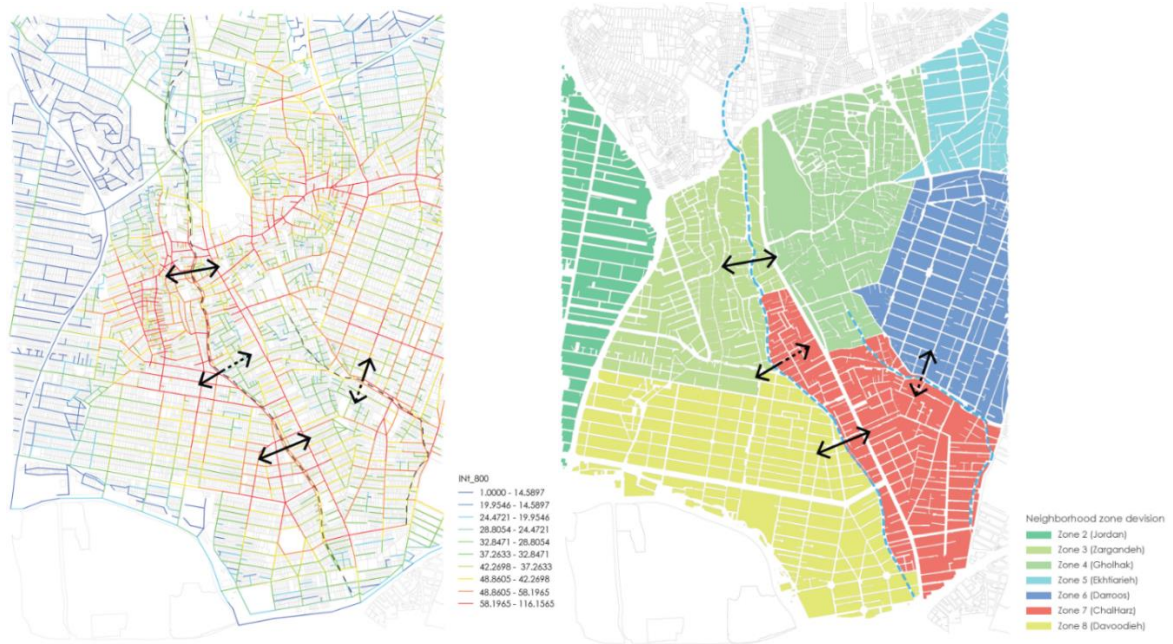 INt_800
1.0000 - 14.5897
19.9546 - 14.5897
24.4721 - 19.9546
28.8054 - 24.4721
32.8471 - 28.8054
37.2633 - 32.8471
42.2698 - 37.2633
48.8605 - 42.2698
48.8605 - 58.1965
58.1965 - 116.1565
Neighborhood zone devision
Zone 2 (Jordan)
Zone 3 (Zargandeh)
Zone 4 (Gholhak)
Zone 5 (Ekhtiarieh)
Zone 6 (Darroos)
Zone 7 (ChalHarz)
Zone 8 (Davoodieh)